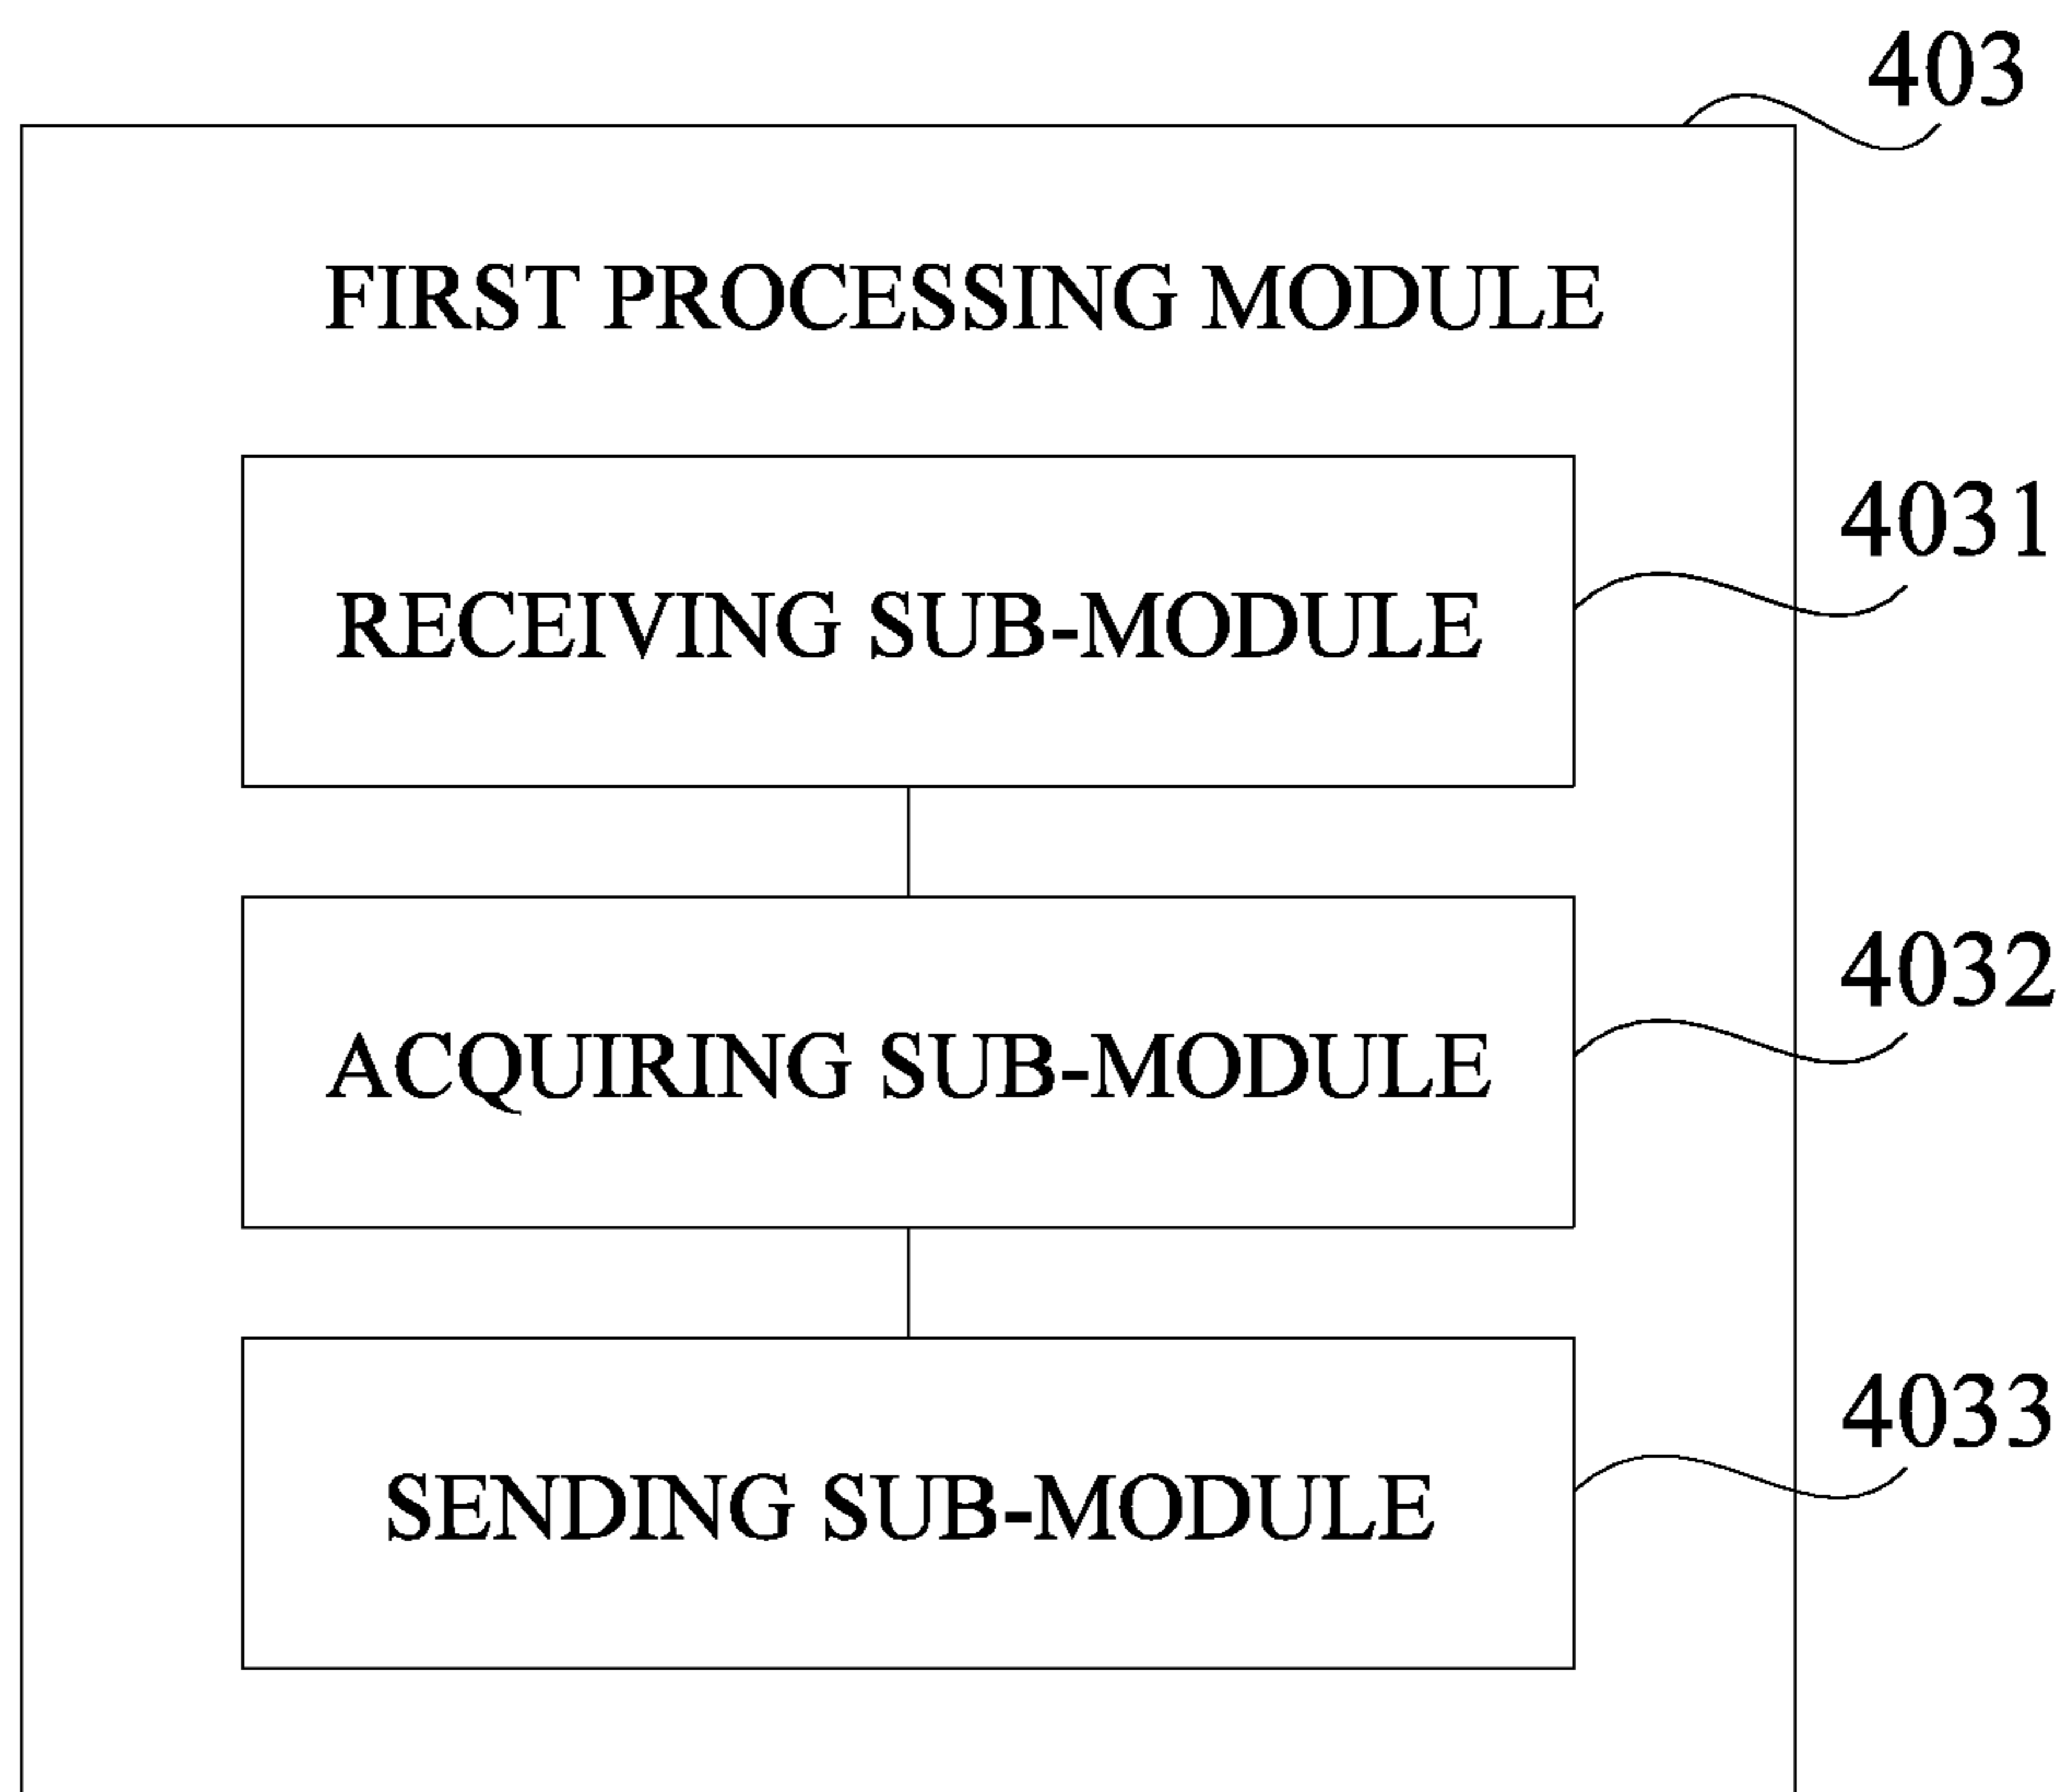 403
FIRST PROCESSING MODULE
4031
RECEIVING SUB-MODULE
4032
ACQUIRING SUB-MODULE
4033
SENDING SUB-MODULE